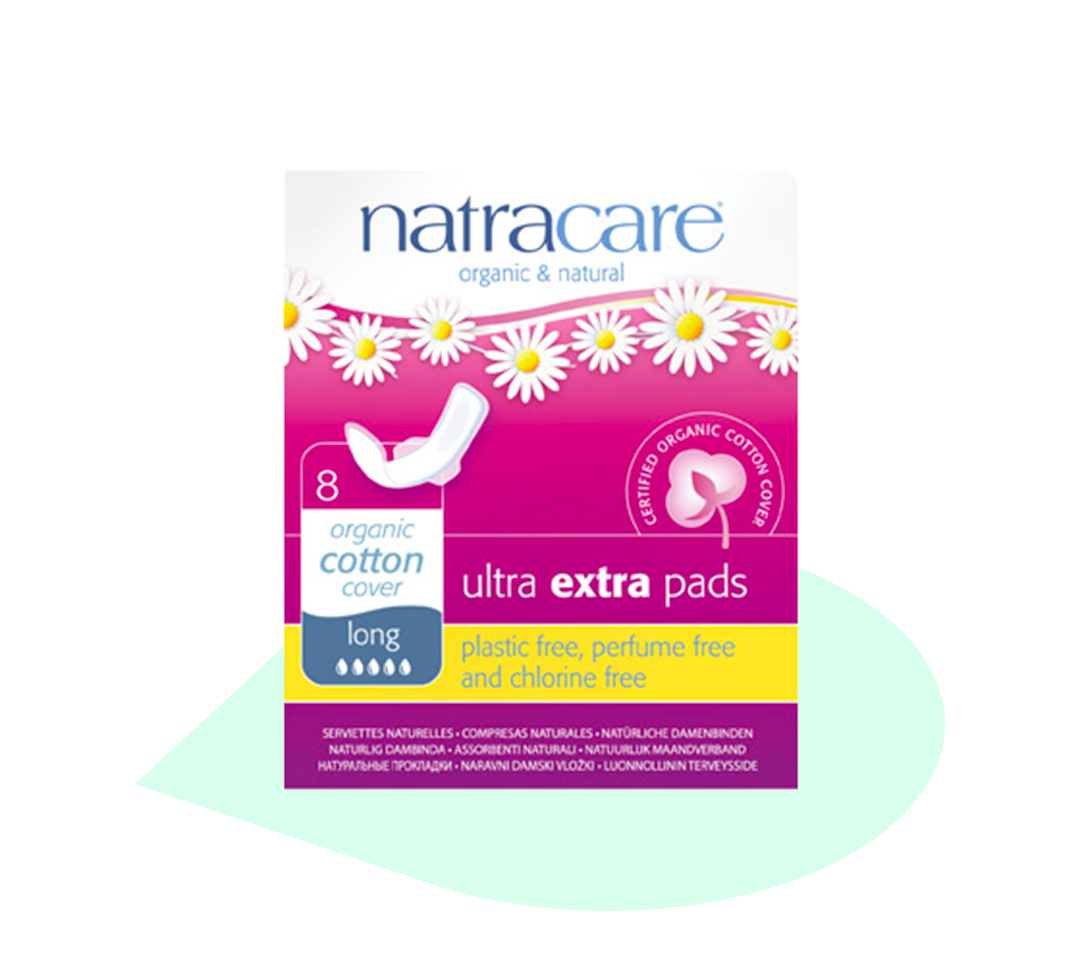 natracare
organic & natural
CERTIFIED ORGANIC COTTON COVER
8
organic
cotton
cover
long
ultra extra pads
plastic free, perfume free
and chlorine free
SERVIETTES NATURELLES • COMPRESAS NATURALES • NATÜRLICHE DAMENBINDEN
NATURLIG DAMBINDA • ASSORBENTI NATURALI • NATUURLIJK MAANDVERBAND
НАТУРАЛЬНЫЕ ПРОКЛАДКИ • NARAVNI DAMSKI VLOŽKI • LUONNOLLININ TERVEYSSIDE